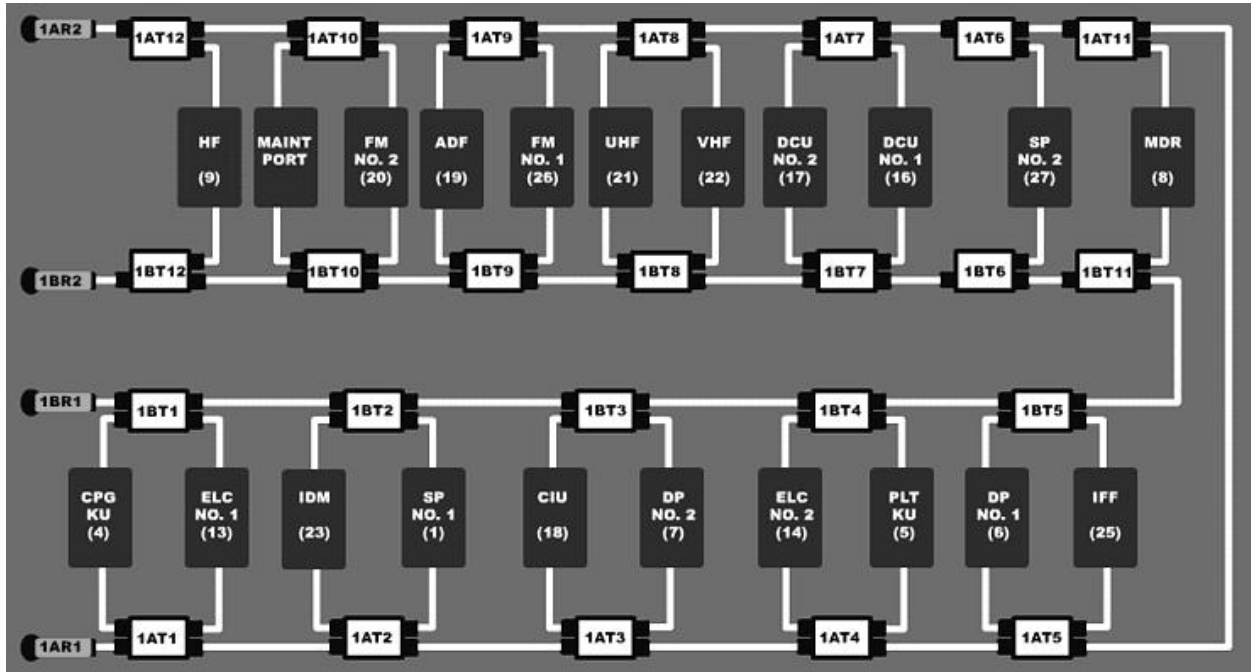 1AR2 1AT12 1AT10 1AT9 1AT8 1AT7 1AT6 1AT11
HF
(9)
MAINT
PORT
FM
NO. 2
(20)
ADF
(19)
FM
NO. 1
(26)
UHF
(21)
VHF
(22)
DCU
NO. 2
(17)
DCU
NO. 1
(16)
SP
NO. 2
(27)
MDR
(8)
1BR2 1BT12 1BT10 1BT9 1BT8 1BT7 1BT6 1BT11
1BR1 1BT1 1BT2 1BT3 1BT4 1BT5
CPG
KU
(4)
ELC
NO. 1
(13)
IDM
(23)
SP
NO. 1
(1)
CIU
(18)
DP
NO. 2
(7)
ELC
NO. 2
(14)
PLT
KU
(5)
DP
NO. 1
(6)
IFF
(25)
1AR1 1AT1 1AT2 1AT3 1AT4 1AT5